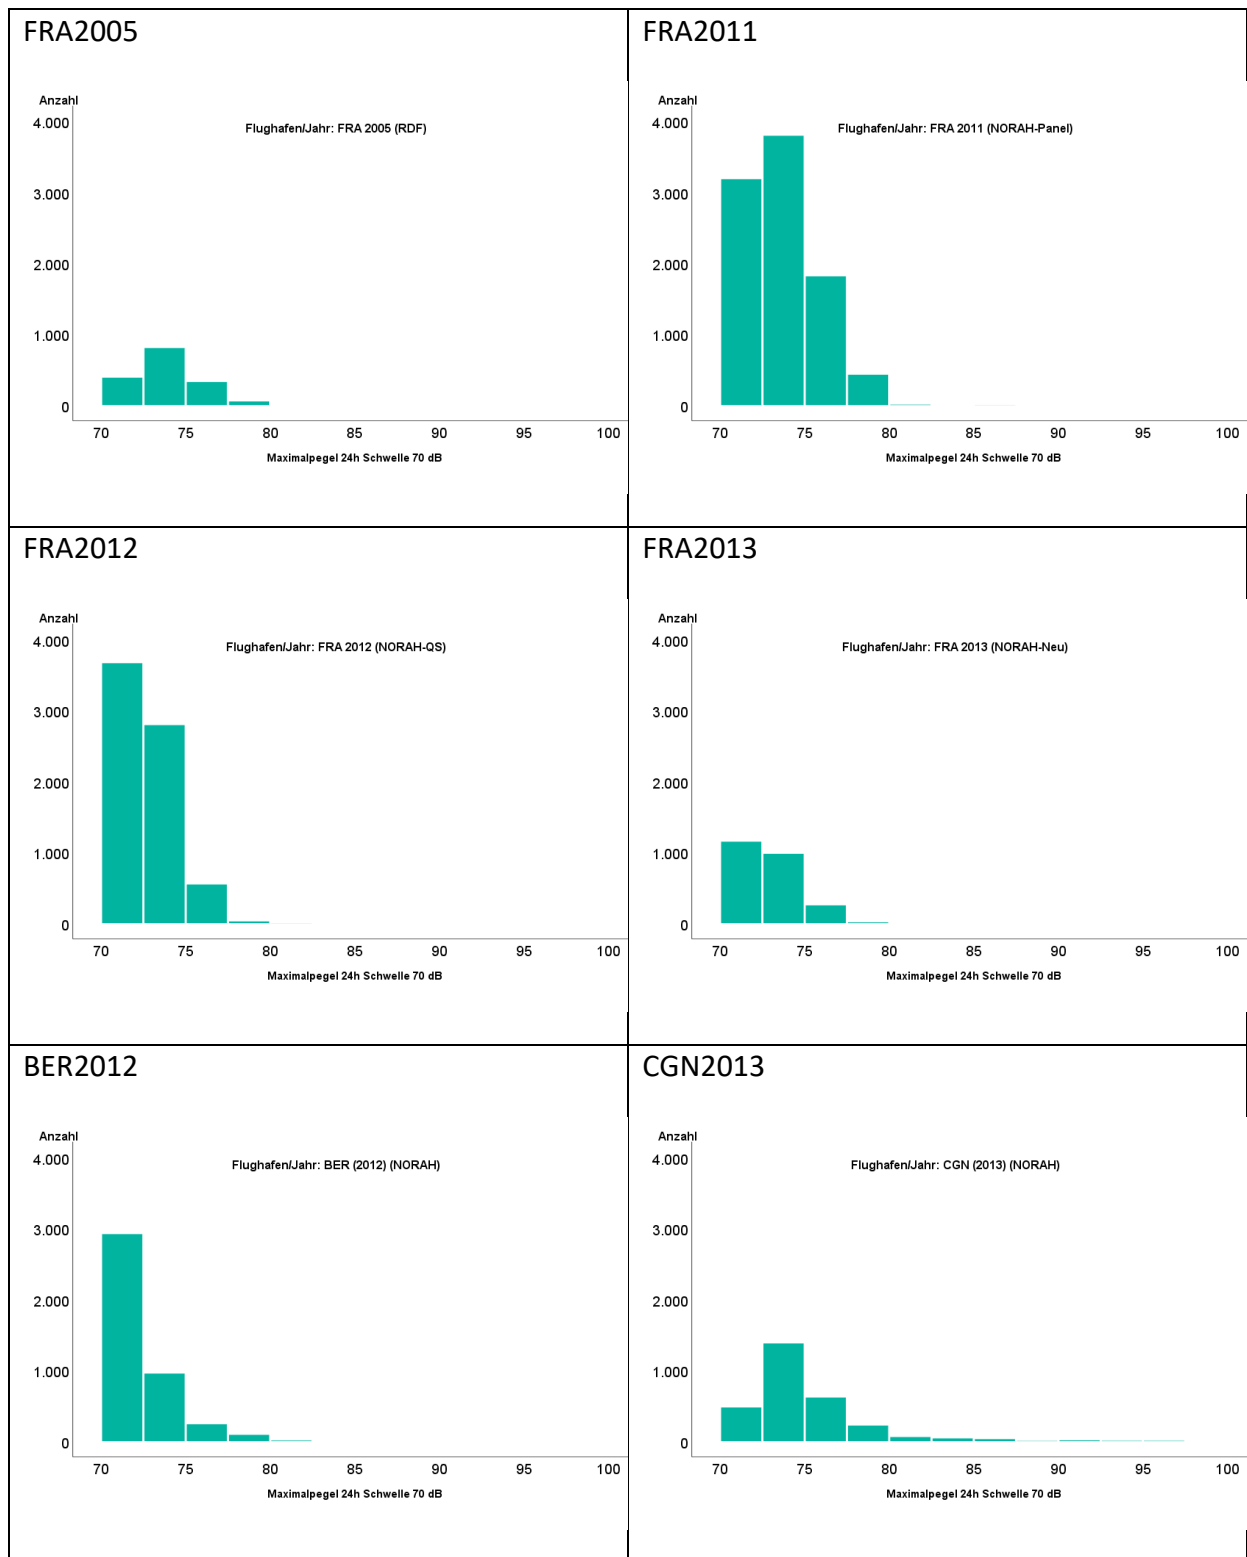 FRA2005
Anzahl
4.000
Flughafen/Jahr: FRA 2005 (RDF)
3.000
2.000
1.000
0
70 75 80 85 90 95 100
Maximalpegel 24h Schwelle 70 dB
FRA2011
Anzahl
4.000
Flughafen/Jahr: FRA 2011 (NORAH-Panel)
3.000
2.000
1.000
0
70 75 80 85 90 95 100
Maximalpegel 24h Schwelle 70 dB
FRA2012
Anzahl
4.000
Flughafen/Jahr: FRA 2012 (NORAH-QS)
3.000
2.000
1.000
0
70 75 80 85 90 95 100
Maximalpegel 24h Schwelle 70 dB
FRA2013
Anzahl
4.000
Flughafen/Jahr: FRA 2013 (NORAH-Neu)
3.000
2.000
1.000
0
70 75 80 85 90 95 100
Maximalpegel 24h Schwelle 70 dB
BER2012
Anzahl
4.000
Flughafen/Jahr: BER (2012) (NORAH)
3.000
2.000
1.000
0
70 75 80 85 90 95 100
Maximalpegel 24h Schwelle 70 dB
CGN2013
Anzahl
4.000
Flughafen/Jahr: CGN (2013) (NORAH)
3.000
2.000
1.000
0
70 75 80 85 90 95 100
Maximalpegel 24h Schwelle 70 dB